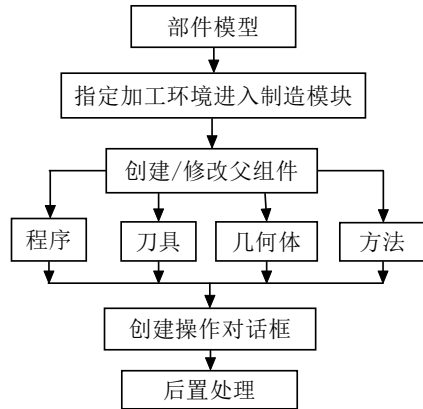 部件模型
指定加工环境进入制造模块
创建/修改父组件
程序
刀具
几何体
方法
创建操作对话框
后置处理